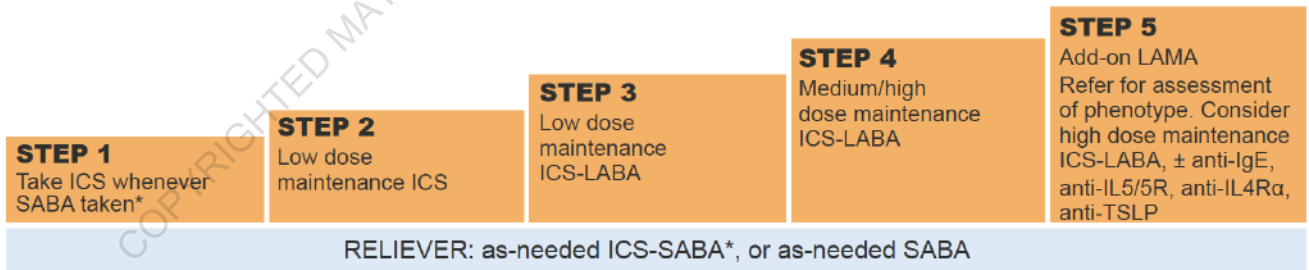 STEP 1
Take ICS whenever
SABA taken*
STEP 2
Low dose
maintenance ICS
STEP 3
Low dose
maintenance
ICS-LABA
STEP 4
Medium/high
dose maintenance
ICS-LABA
STEP 5
Add-on LAMA
Refer for assessment
of phenotype. Consider
high dose maintenance
ICS-LABA, ± anti-IgE,
anti-IL5/5R, anti-IL4Rα,
anti-TSLP
RELIEVER: as-needed ICS-SABA*, or as-needed SABA
COPYRIGHTED